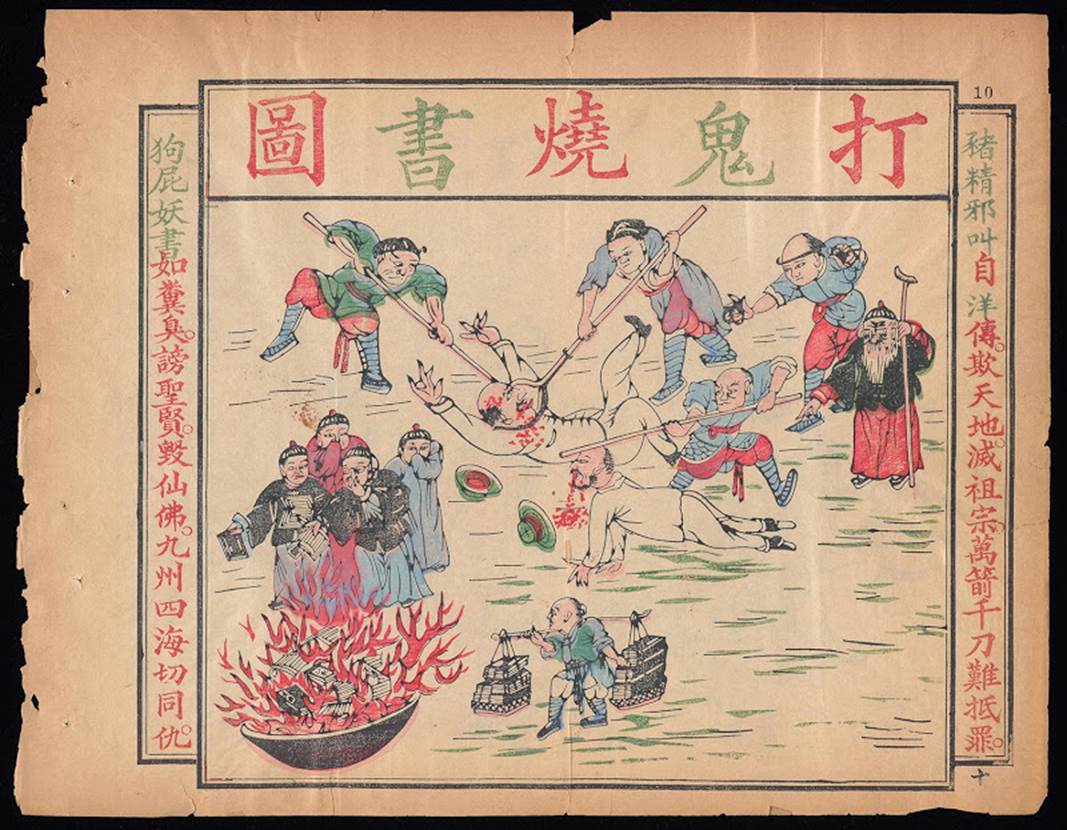 10
打鬼燒書圖
豬精邪叫自洋傳。欺天地。滅祖宗。萬箭千刀難抵罪。
十
狗屁妖書如糞臭。謗聖賢。毀仙佛。九州四海切同仇。